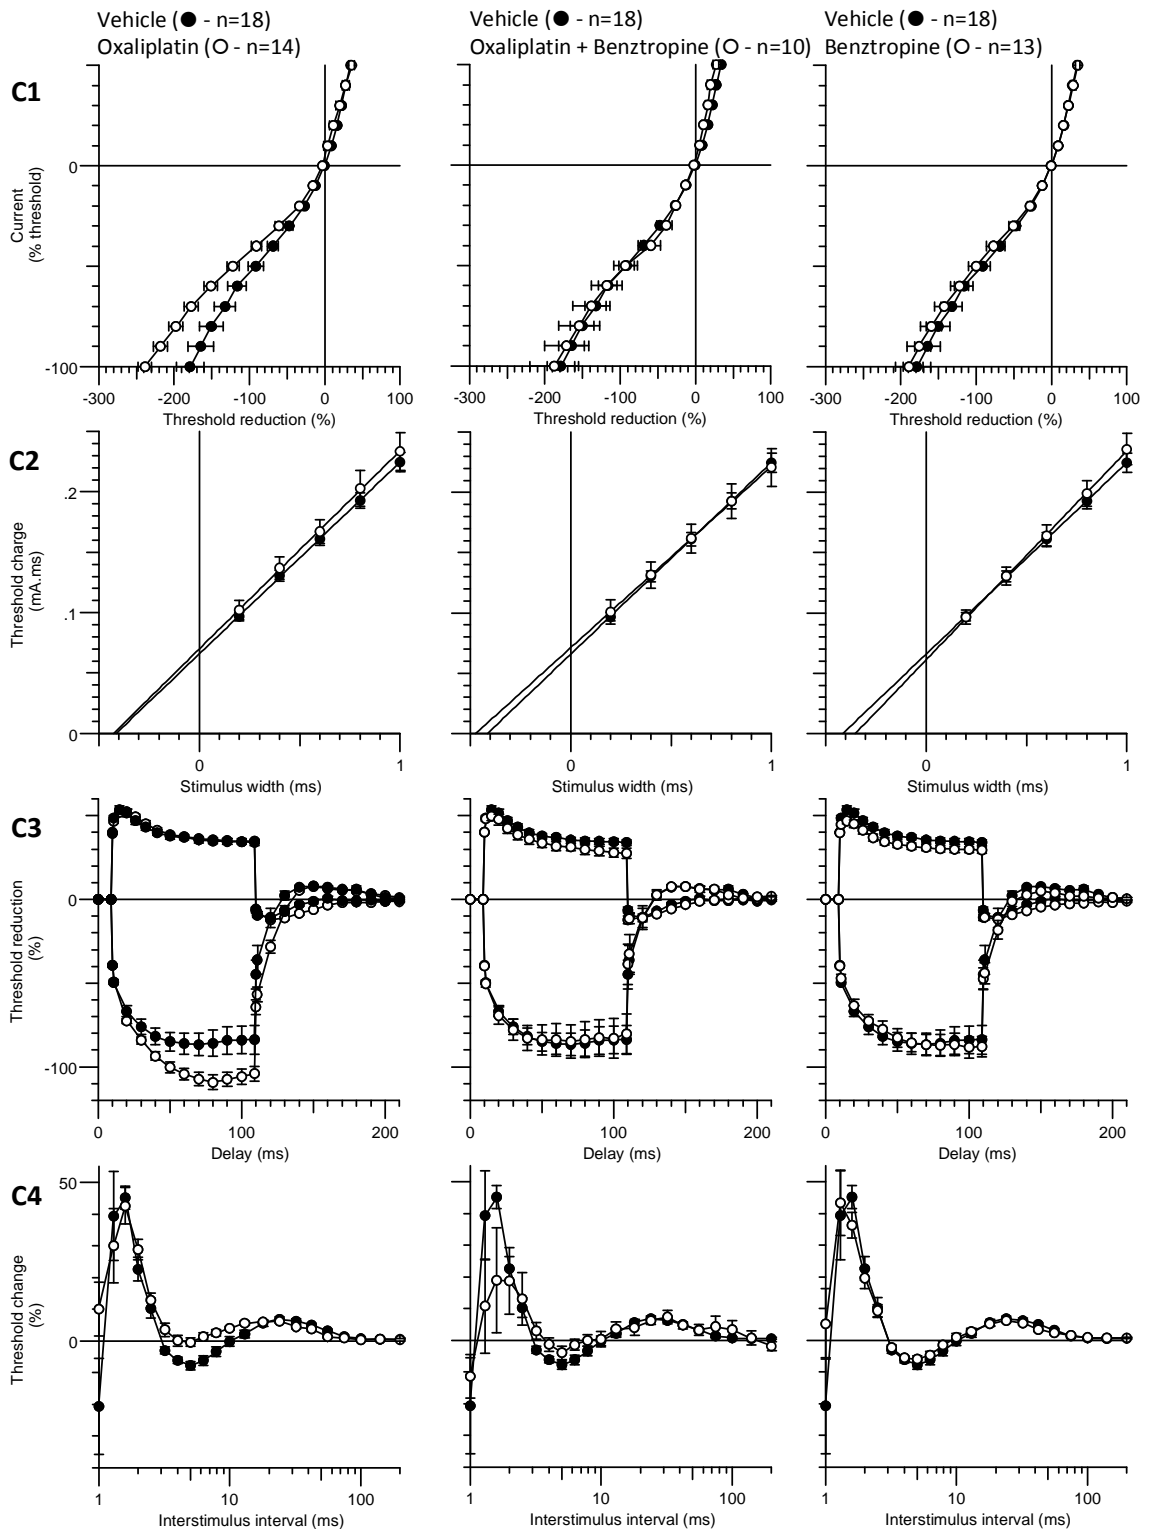 Vehicle (● - n=18)
Oxaliplatin (○ - n=14)
Vehicle (● - n=18)
Oxaliplatin + Benztropine (○ - n=10)
Vehicle (● - n=18)
Benztropine (○ - n=13)
C1
Current
(% threshold)
0
-100
-300 -200 -100 0 100
Threshold reduction (%)
-300 -200 -100 0 100
Threshold reduction (%)
-300 -200 -100 0 100
Threshold reduction (%)
C2
Threshold charge
(mA.ms)
.2
.1
0
0 1
Stimulus width (ms)
0 1
Stimulus width (ms)
0 1
Stimulus width (ms)
C3
Threshold reduction
(%)
0
-100
0 100 200
Delay (ms)
0 100 200
Delay (ms)
0 100 200
Delay (ms)
C4
Threshold change
(%)
50
0
1 10 100
Interstimulus interval (ms)
1 10 100
Interstimulus interval (ms)
1 10 100
Interstimulus interval (ms)